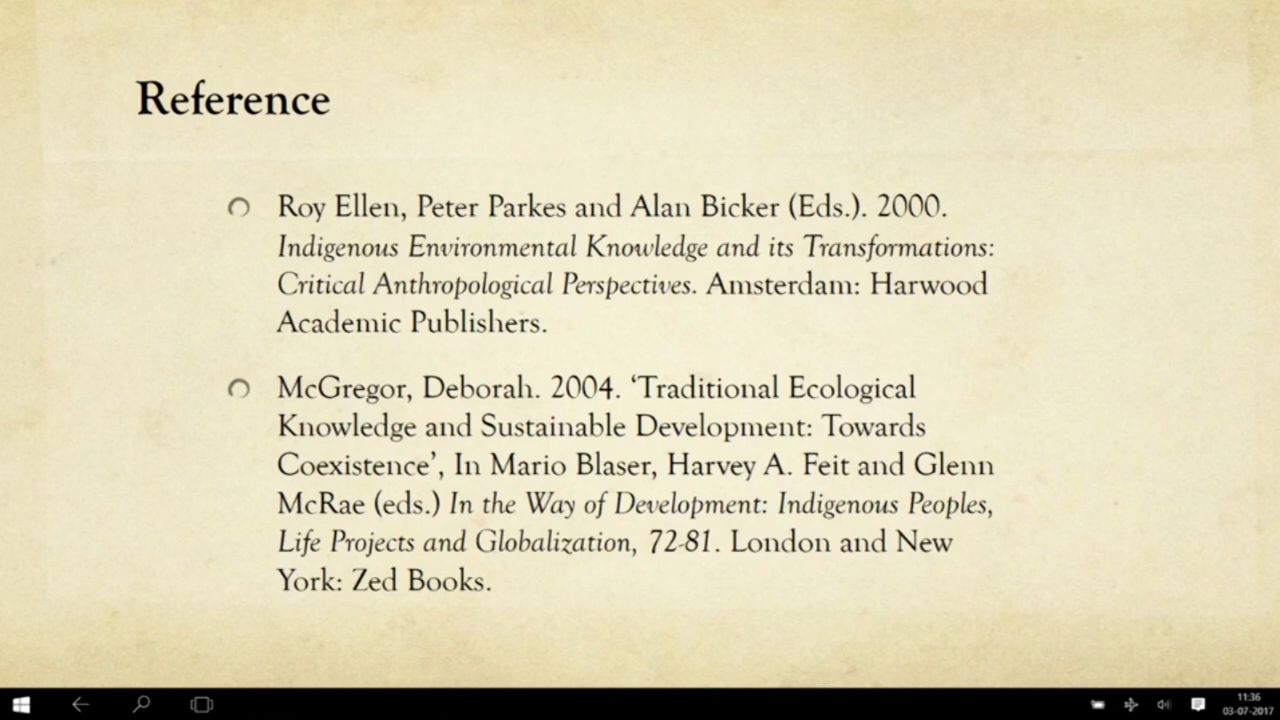 Reference
Roy Ellen, Peter Parkes and Alan Bicker (Eds.). 2000.
Indigenous Environmental Knowledge and its Transformations:
Critical Anthropological Perspectives. Amsterdam: Harwood
Academic Publishers.
McGregor, Deborah. 2004. ‘Traditional Ecological
Knowledge and Sustainable Development: Towards
Coexistence’, In Mario Blaser, Harvey A. Feit and Glenn
McRae (eds.) In the Way of Development: Indigenous Peoples,
Life Projects and Globalization, 72-81. London and New
York: Zed Books.
11:36
03-07-2017